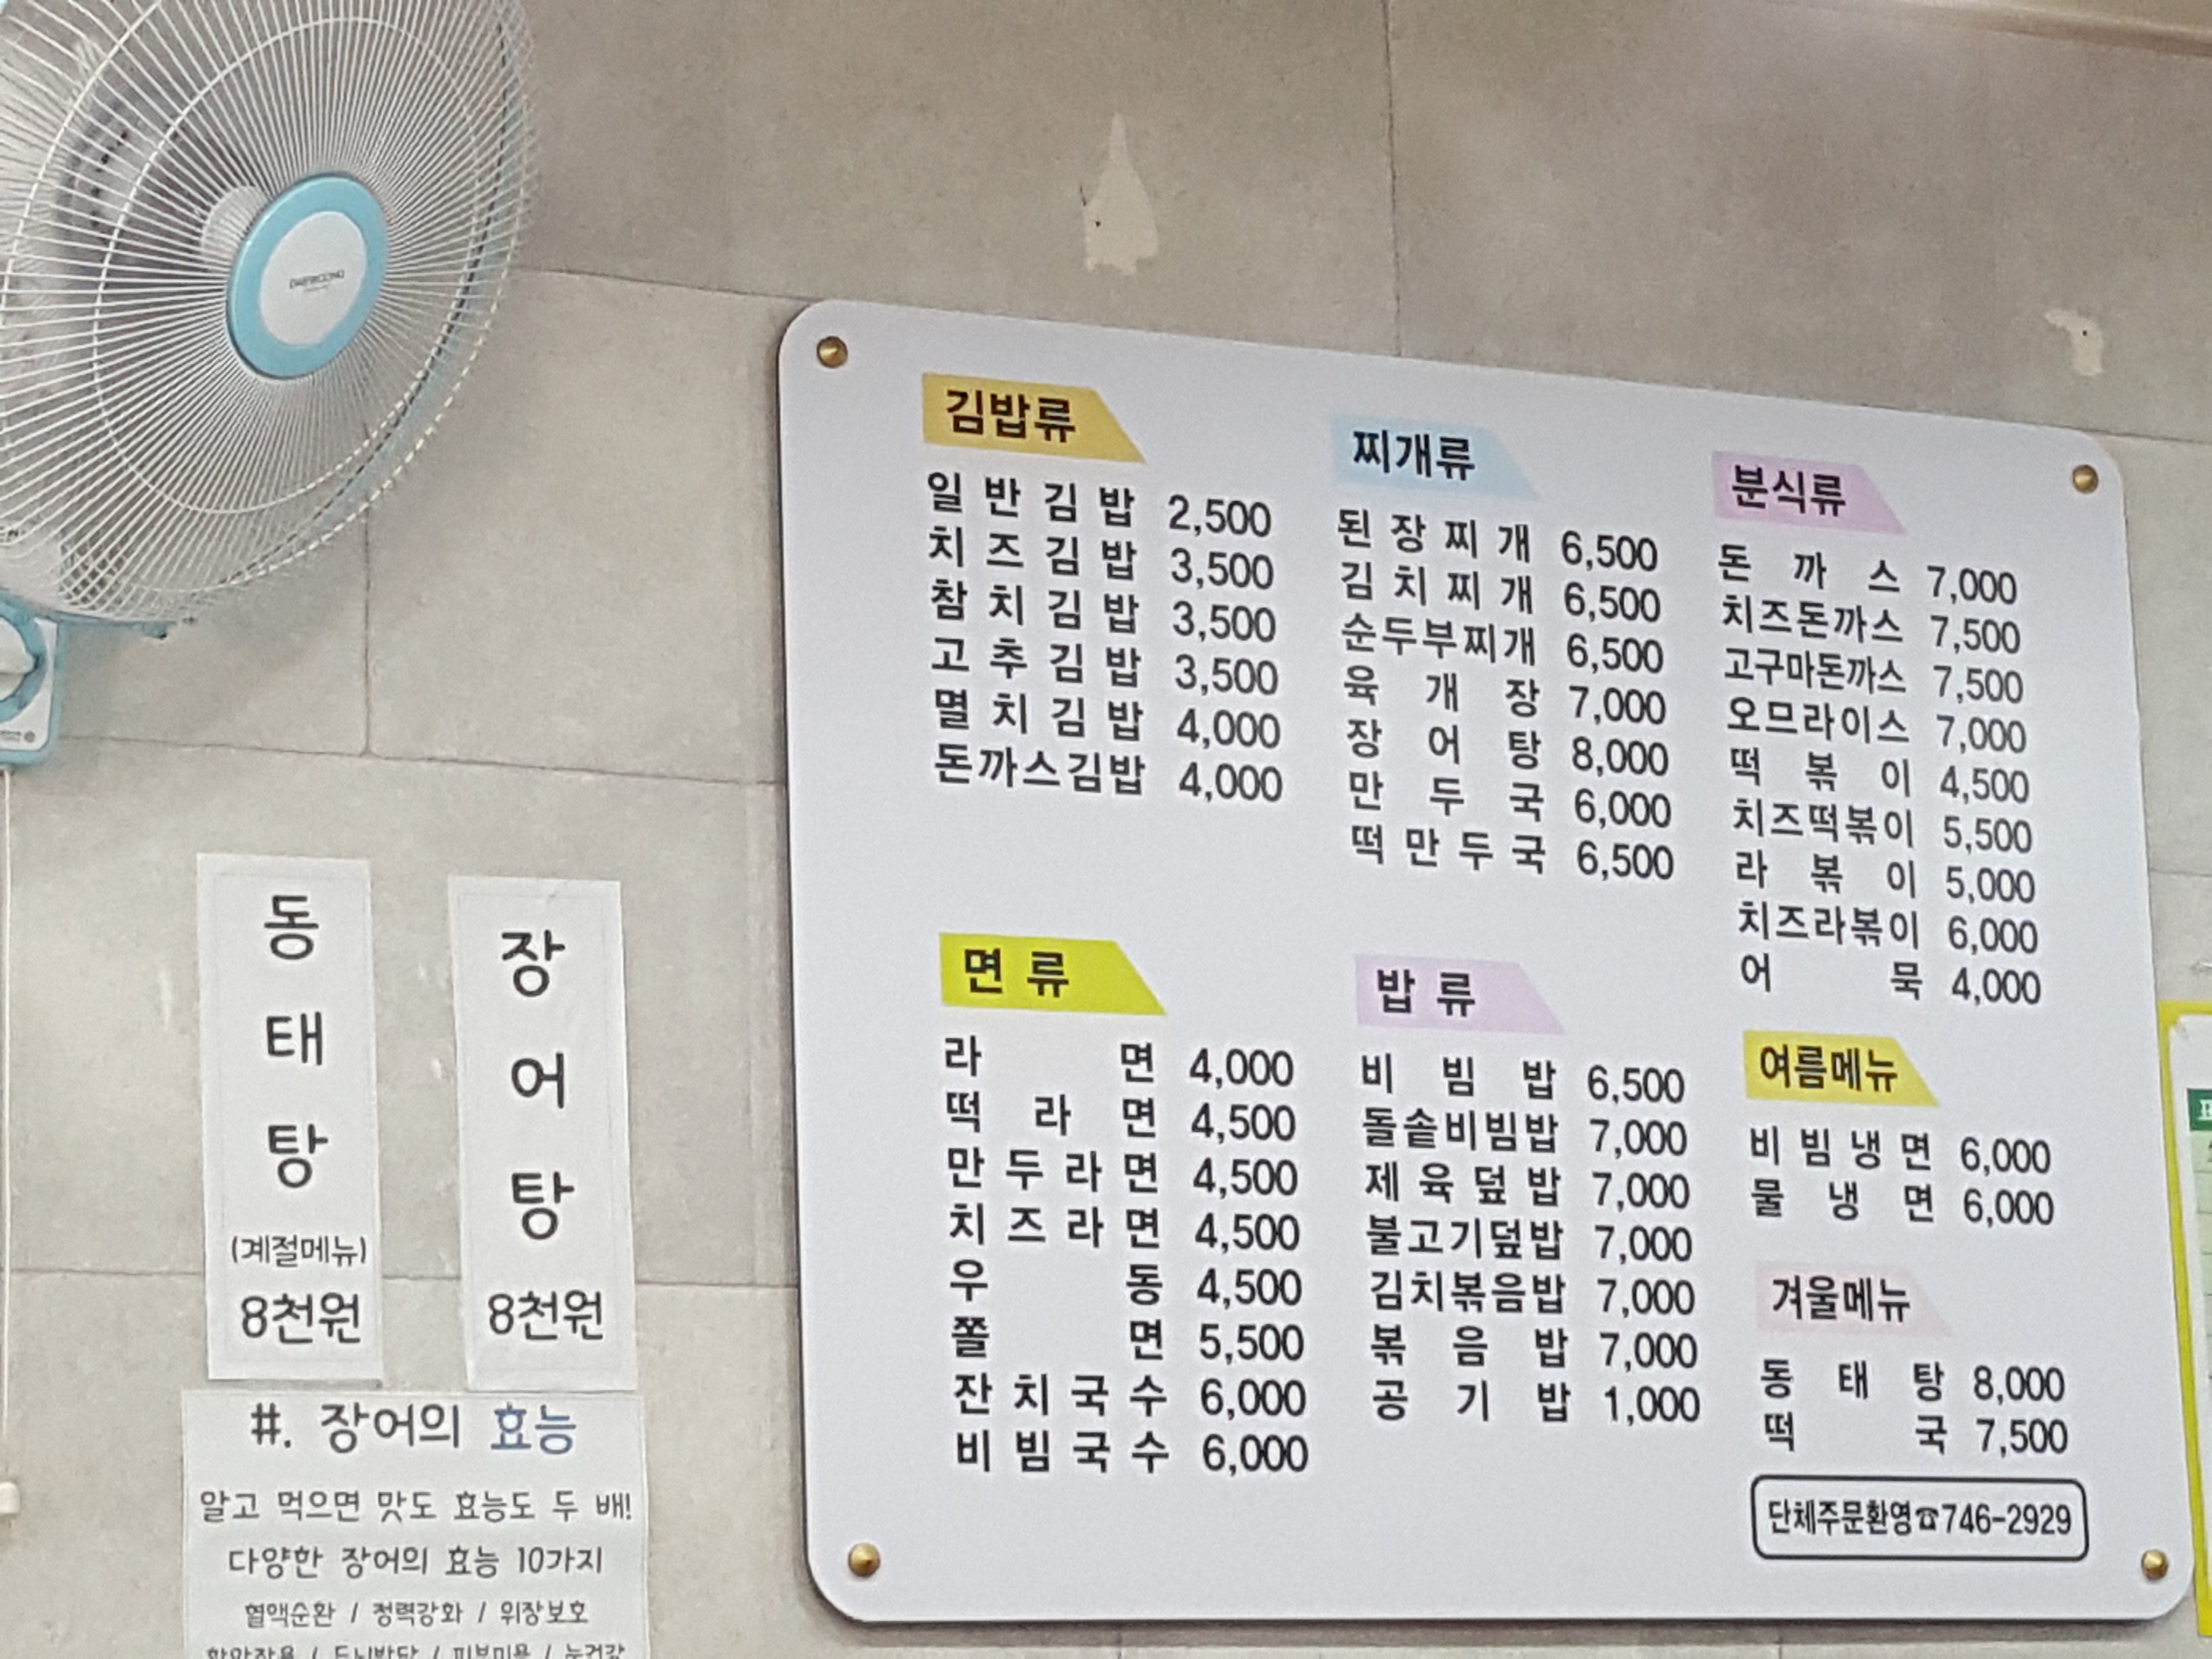 김밥류
일반김밥 2,500
치즈김밥 3,500
참치김밥 3,500
고추김밥 3,500
멸치김밥 4,000
돈까스김밥 4,000
찌개류
된장찌개 6,500
김치찌개 6,500
순두부찌개 6,500
육개장 7,000
장어탕 8,000
만두국 6,000
떡만두국 6,500
분식류
돈까스 7,000
치즈돈까스 7,500
고구마돈까스 7,500
오므라이스 7,000
떡볶이 4,500
치즈떡볶이 5,500
라볶이 5,000
치즈라볶이 6,000
어묵 4,000
면류
라면 4,000
떡라면 4,500
만두라면 4,500
치즈라면 4,500
우동 4,500
쫄면 5,500
잔치국수 6,000
비빔국수 6,000
밥류
비빔밥 6,500
돌솥비빔밥 7,000
제육덮밥 7,000
불고기덮밥 7,000
김치볶음밥 7,000
볶음밥 7,000
공기밥 1,000
여름메뉴
비빔냉면 6,000
물냉면 6,000
겨울메뉴
동태탕 8,000
떡국 7,500
단체주문환영☎746-2929
동태탕
(계절메뉴)
8천원
장어탕
8천원
#. 장어의 효능
알고 먹으면 맛도 효능도 두 배!
다양한 장어의 효능 10가지
혈액순환 / 정력강화 / 위장보호